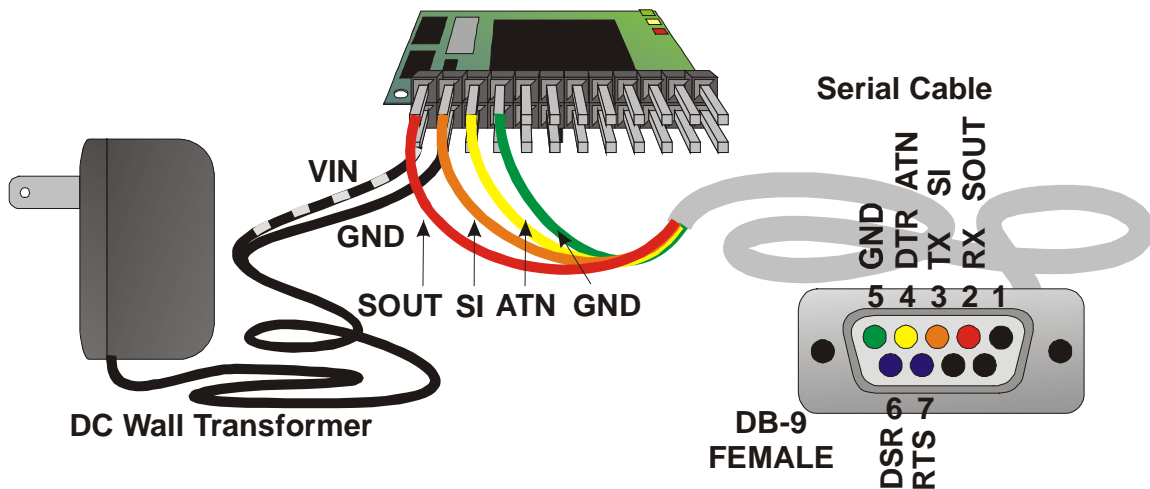 Serial Cable
VIN
GND
SOUT SI ATN GND
DC Wall Transformer
GND
DTR ATN
TX SI
RX SOUT
5 4 3 2 1
6 7
DSR
RTS
DB-9
FEMALE